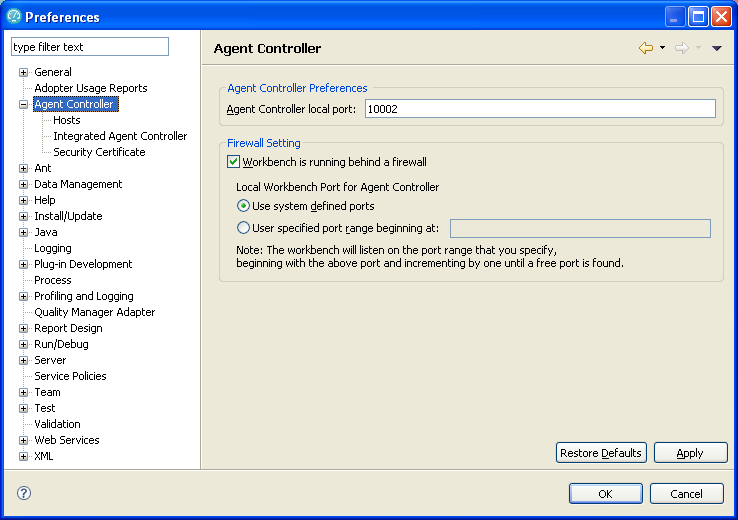 Preferences
type filter text
General
Adopter Usage Reports
Agent Controller
Hosts
Integrated Agent Controller
Security Certificate
Ant
Data Management
Help
Install/Update
Java
Logging
Plug-in Development
Process
Profiling and Logging
Quality Manager Adapter
Report Design
Run/Debug
Server
Service Policies
Team
Test
Validation
Web Services
XML
Agent Controller
Agent Controller Preferences
Agent Controller local port: 10002
Firewall Setting
Workbench is running behind a firewall
Local Workbench Port for Agent Controller
Use system defined ports
User specified port range beginning at:
Note: The workbench will listen on the port range that you specify,
beginning with the above port and incrementing by one until a free port is found.
Restore Defaults Apply
? OK Cancel